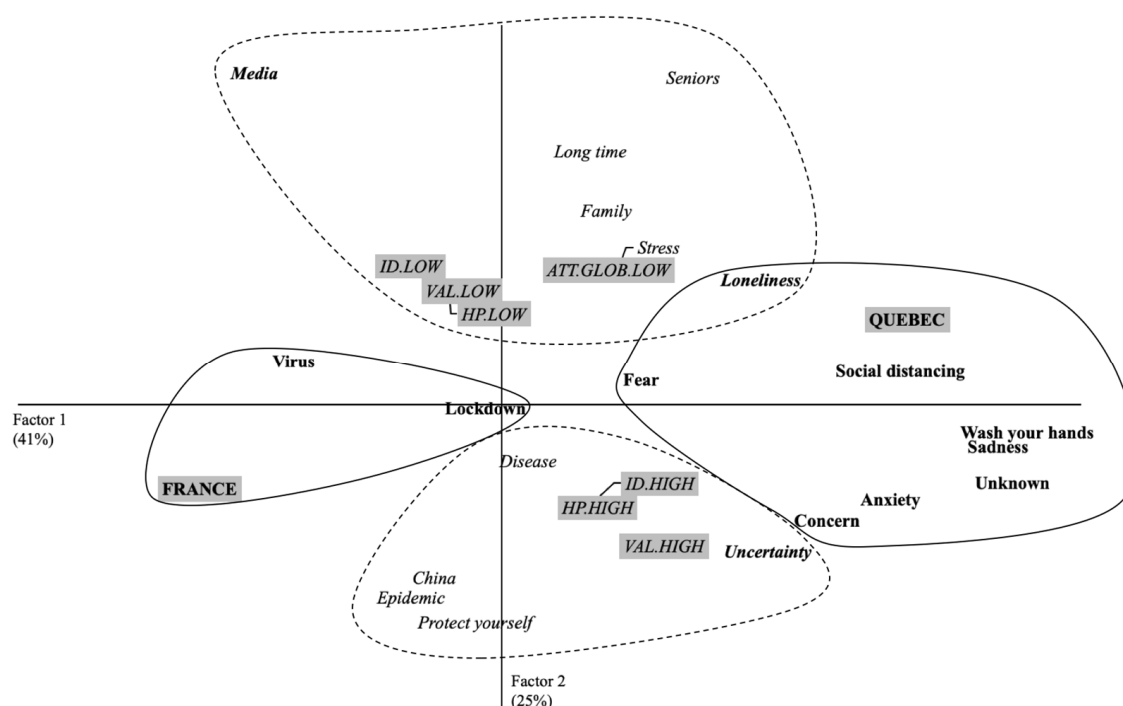 Media
Seniors
Long time
Family
Stress
ID.LOW
ATT.GLOB.LOW
VAL.LOW
HP.LOW
Loneliness
QUEBEC
Virus
Social distancing
Fear
Lockdown
Factor 1
(41%)
Wash your hands
Sadness
Disease
FRANCE
ID.HIGH
Unknown
HP.HIGH
Anxiety
Concern
VAL.HIGH
Uncertainty
China
Epidemic
Protect yourself
Factor 2
(25%)